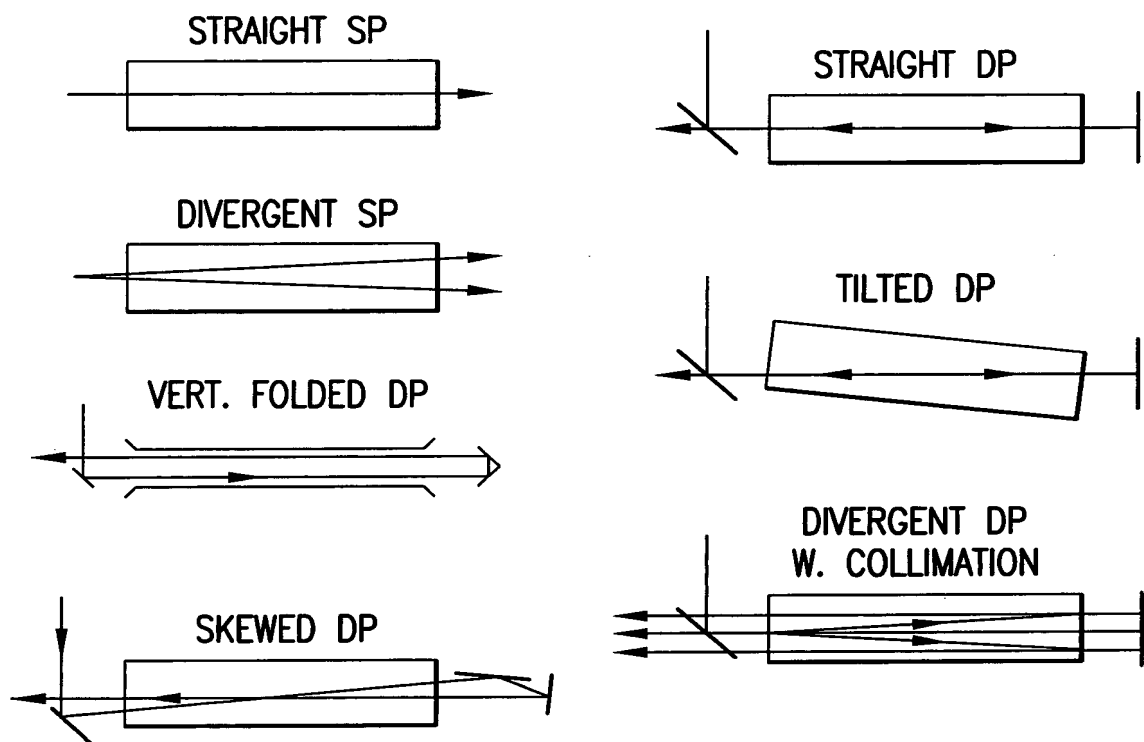 STRAIGHT SP
DIVERGENT SP
VERT. FOLDED DP
SKEWED DP
STRAIGHT DP
TILTED DP
DIVERGENT DP
W. COLLIMATION